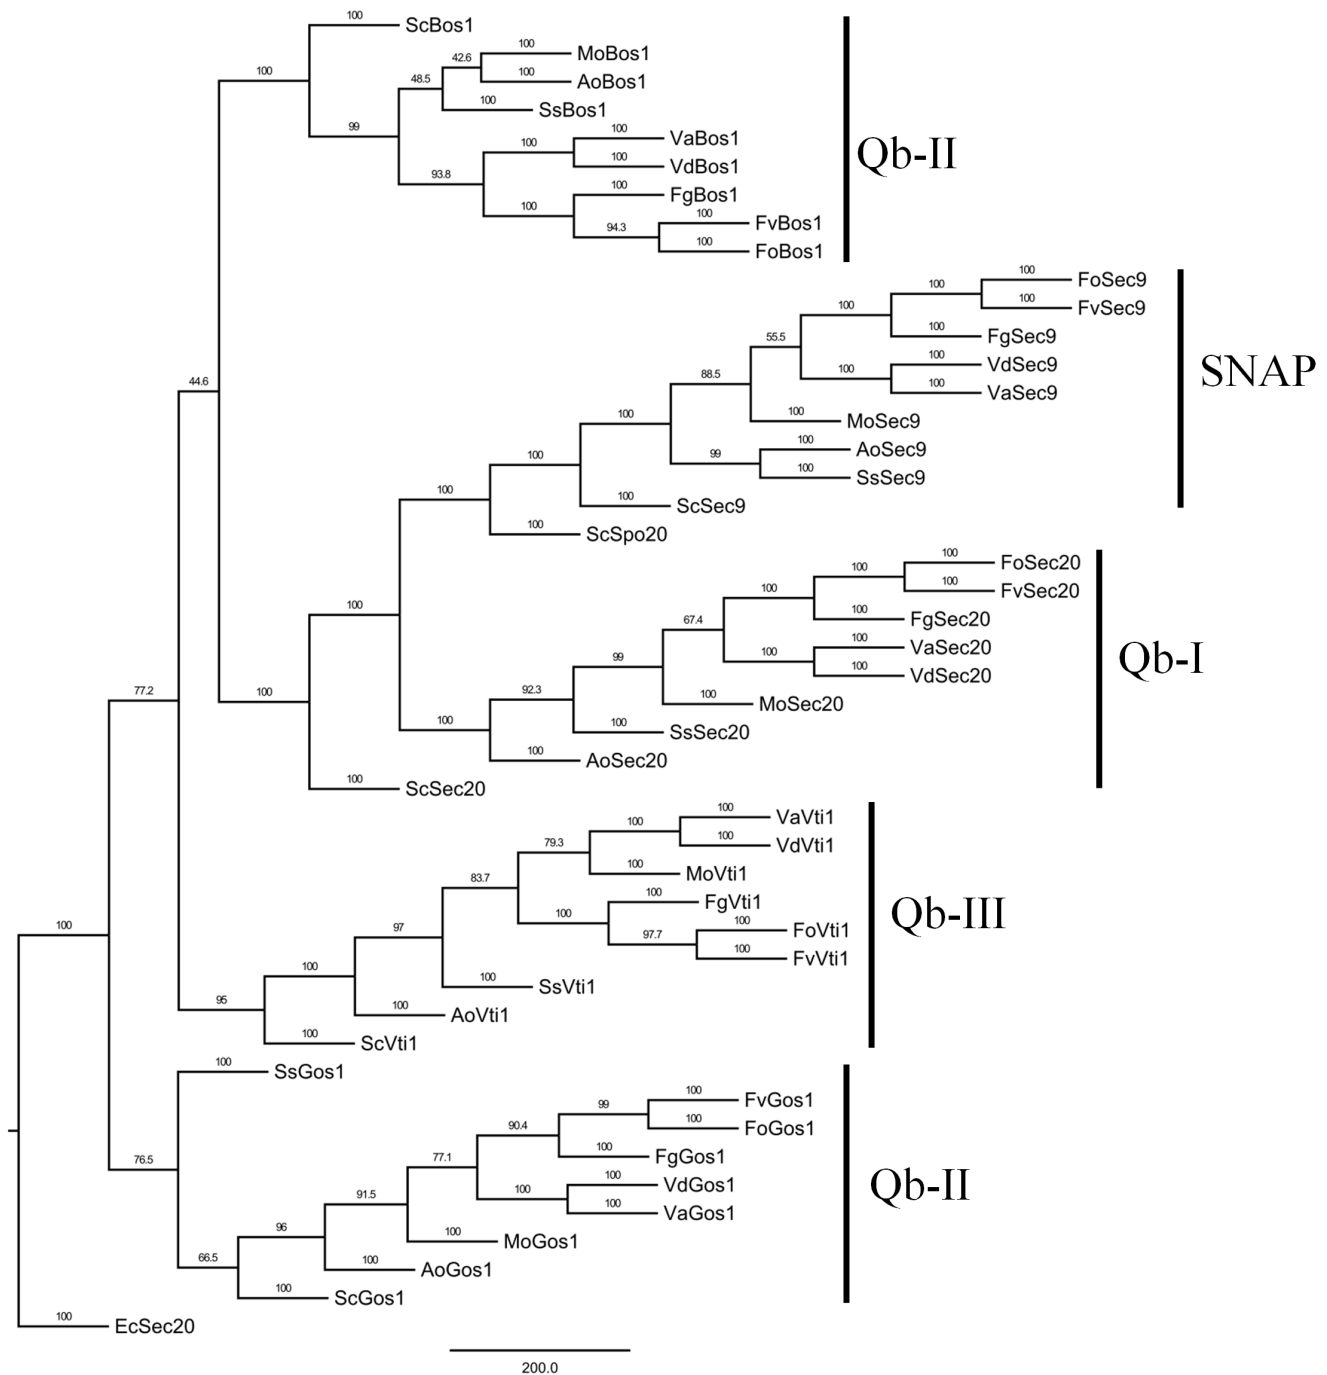 100 ScBos1
100 MoBos1
42.6
100 AoBos1
48.5
100 SsBos1
100
99
100 VaBos1
100
100 VdBos1
93.8
100 FgBos1
100
100 FvBos1
94.3
100 FoBos1
Qb-II
100 FoSec9
100
100 FvSec9
100
100 FgSec9
55.5
100 VdSec9
100
100 VaSec9
88.5
100 MoSec9
100
100 AoSec9
99
100 SsSec9
100
100 ScSec9
100
100 ScSpo20
SNAP
44.6
100
100 FoSec20
100
100 FvSec20
100
100 FgSec20
67.4
100 VaSec20
100
100 VdSec20
99
100 MoSec20
92.3
100 SsSec20
100
100 AoSec20
100
100 ScSec20
Qb-I
77.2
100 VaVti1
100
100 VdVti1
79.3
100 MoVti1
83.7
100 FgVti1
100
100 FoVti1
97.7
100 FvVti1
97
100 SsVti1
100
100 AoVti1
95
100 ScVti1
Qb-III
100
100 SsGos1
76.5
100 FvGos1
99
100 FoGos1
90.4
100 FgGos1
77.1
100 VdGos1
100
100 VaGos1
91.5
100 MoGos1
96
100 AoGos1
66.5
100 ScGos1
Qb-II
100 EcSec20
200.0